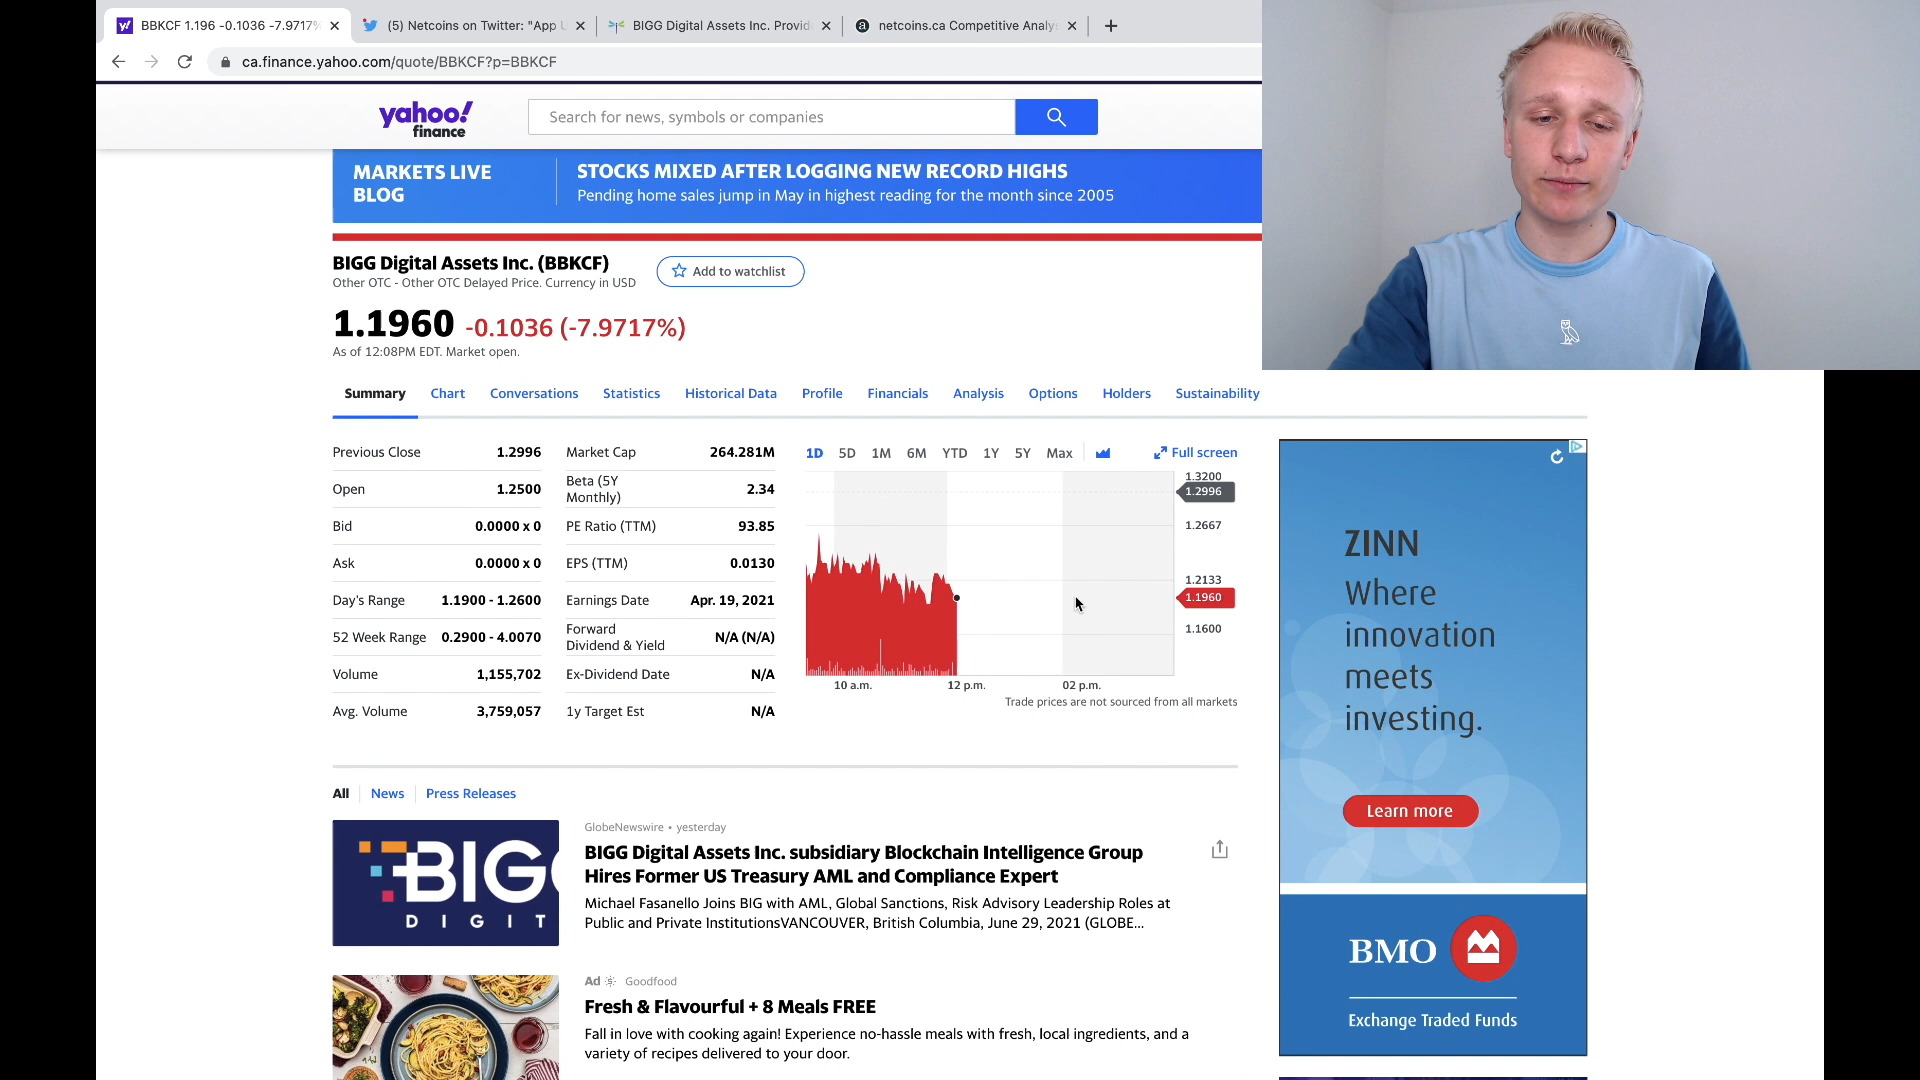 BBKCF 1.196 -0.1036 -7.9717%
(5) Netcoins on Twitter: "App
BIGG Digital Assets Inc. Provid
netcoins.ca Competitive Analy
ca.finance.yahoo.com/quote/BBKCF?p=BBKCF
yahoo!
finance
Search for news, symbols or companies
MARKETS LIVE
BLOG
STOCKS MIXED AFTER LOGGING NEW RECORD HIGHS
Pending home sales jump in May in highest reading for the month since 2005
BIGG Digital Assets Inc. (BBKCF)
Other OTC - Other OTC Delayed Price. Currency in USD
Add to watchlist
1.1960 -0.1036 (-7.9717%)
As of 12:08PM EDT. Market open.
Summary Chart Conversations Statistics Historical Data Profile Financials Analysis Options Holders Sustainability
Previous Close 1.2996
Open 1.2500
Bid 0.0000 x 0
Ask 0.0000 x 0
Day's Range 1.1900 - 1.2600
52 Week Range 0.2900 - 4.0070
Volume 1,155,702
Avg. Volume 3,759,057
Market Cap 264.281M
Beta (5Y
Monthly) 2.34
PE Ratio (TTM) 93.85
EPS (TTM) 0.0130
Earnings Date Apr. 19, 2021
Forward
Dividend & Yield N/A (N/A)
Ex-Dividend Date N/A
1y Target Est N/A
1D 5D 1M 6M YTD 1Y 5Y Max Full screen
1.3200
1.2996
1.2667
1.2133
1.1960
1.1600
10 a.m. 12 p.m. 02 p.m.
Trade prices are not sourced from all markets
All News Press Releases
BIGG
DIGIT
GlobeNewswire • yesterday
BIGG Digital Assets Inc. subsidiary Blockchain Intelligence Group
Hires Former US Treasury AML and Compliance Expert
Michael Fasanello Joins BIG with AML, Global Sanctions, Risk Advisory Leadership Roles at
Public and Private InstitutionsVANCOUVER, British Columbia, June 29, 2021 (GLOBE...
Ad Goodfood
Fresh & Flavourful + 8 Meals FREE
Fall in love with cooking again! Experience no-hassle meals with fresh, local ingredients, and a
variety of recipes delivered to your door.
ZINN
Where
innovation
meets
investing.
Learn more
BMO
Exchange Traded Funds